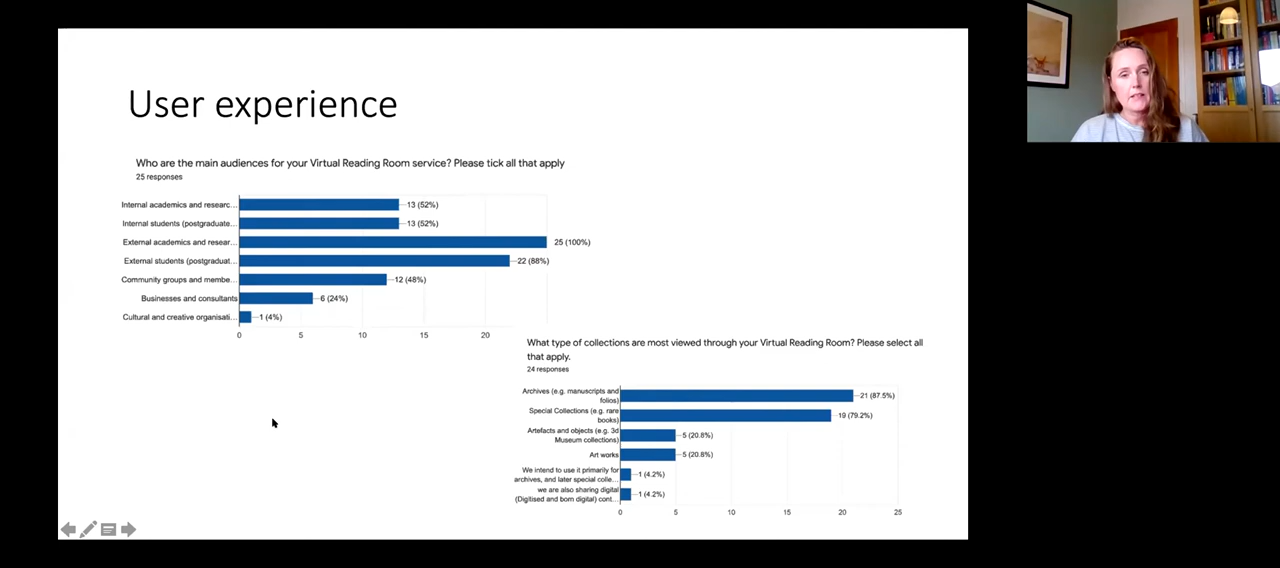 User experience
Who are the main audiences for your Virtual Reading Room service? Please tick all that apply
25 responses
Internal academics and researc... 13 (52%)
Internal students (postgraduate... 13 (52%)
External academics and resear... 25 (100%)
External students (postgraduat... 22 (88%)
Community groups and membe... 12 (48%)
Businesses and consultants 6 (24%)
Cultural and creative organisati... 1 (4%)
0 5 10 15 20
What type of collections are most viewed through your Virtual Reading Room? Please select all
that apply.
24 responses
Archives (e.g. manuscripts and
folios) 21 (87.5%)
Special Collections (e.g. rare
books) 19 (79.2%)
Artefacts and objects (e.g. 3d
Museum collections) 5 (20.8%)
Art works 5 (20.8%)
We intend to use it primarily for
archives, and later special colle... 1 (4.2%)
we are also sharing digital
(Digitised and born digital) cont... 1 (4.2%)
0 5 10 15 20 25